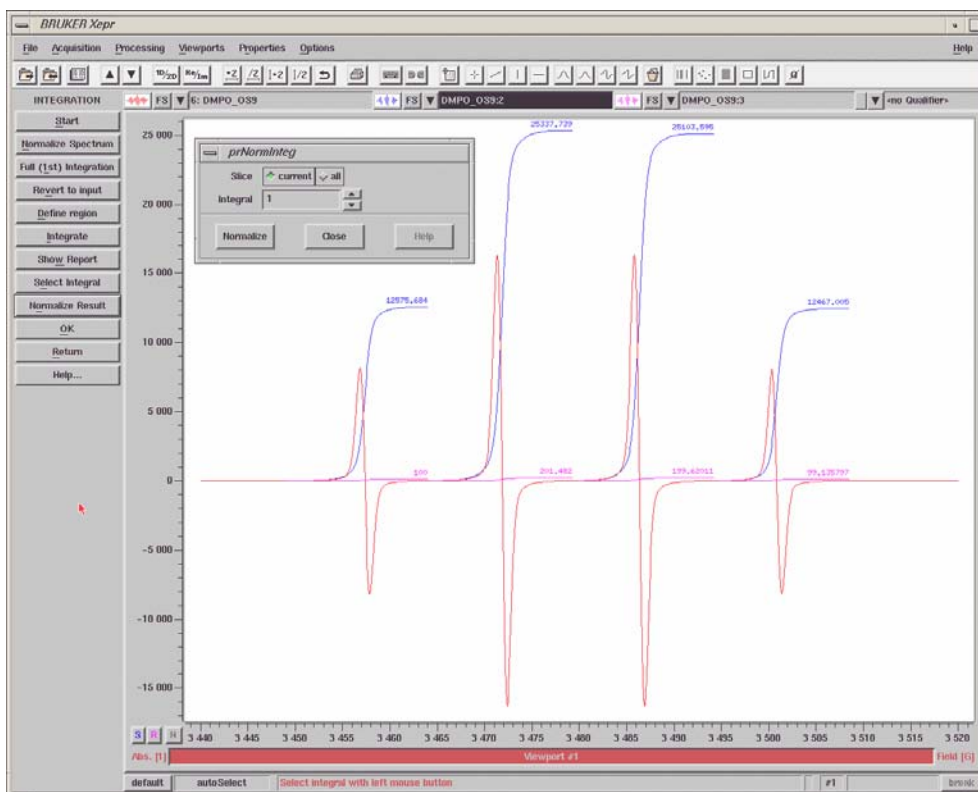 BRUKER Xepr
File Acquisition Processing Viewports Properties Options Help
INTEGRATION
FS 6: DMPO_OS9 FS DMPO_OS9:2 FS DMPO_OS9:3 <no Qualifier>
Start
Normalize Spectrum
Full (1st) Integration
Revert to input
Define region
Integrate
Show Report
Select Integral
Normalize Result
OK
Return
Help...
prNormInteg
Slice current all
Integral 1
Normalize Close Help
25337,739
25103,595
12575,684
12467,005
100
201,482
199,62011
99,135797
25 000
20 000
15 000
10 000
5 000
0
-5 000
-10 000
-15 000
S R
3 440 3 445 3 450 3 455 3 460 3 465 3 470 3 475 3 480 3 485 3 490 3 495 3 500 3 505 3 510 3 515 3 520
Abs. [1] Viewport #1 Field [G]
default autoSelect Select integral with left mouse button #1 break